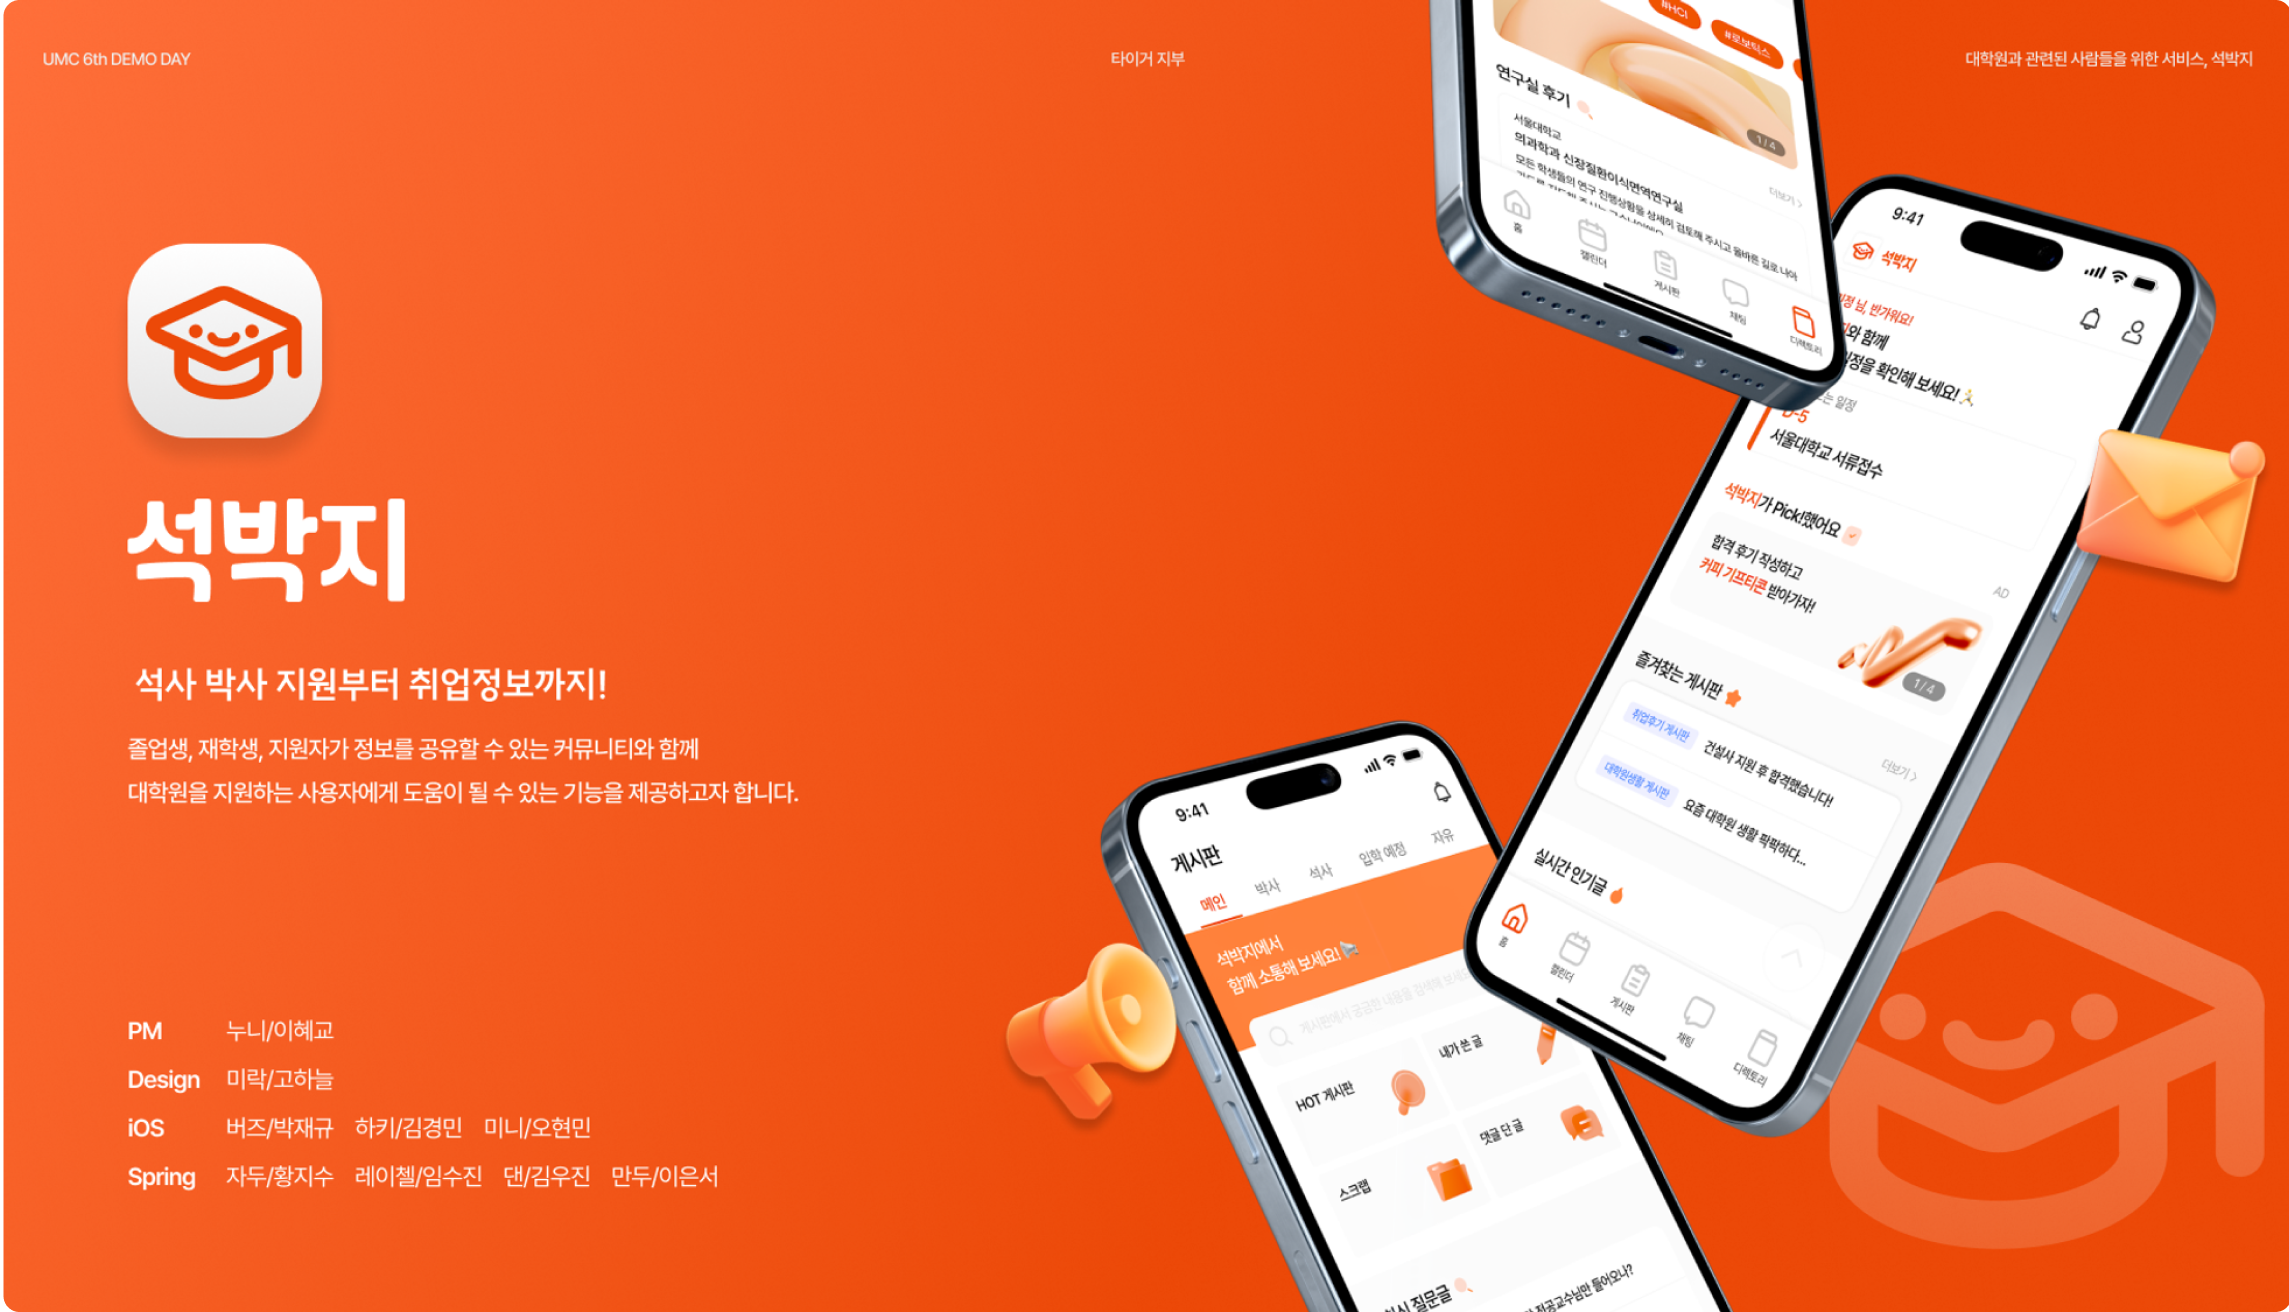 UMC 6th DEMO DAY
타이거 지부
대학원과 관련된 사람들을 위한 서비스, 석박지
석박지
석사 박사 지원부터 취업정보까지!
졸업생, 재학생, 지원자가 정보를 공유할 수 있는 커뮤니티와 함께
대학원을 지원하는 사용자에게 도움이 될 수 있는 기능을 제공하고자 합니다.
PM 누니/이혜교
Design 미락/고하늘
iOS 버즈/박재규 하키/김경민 미니/오현민
Spring 자두/황지수 레이첼/임수진 댄/김우진 만두/이은서
#HCI
#로보틱스
1/4
연구실 후기
더보기
서울대학교
의과학과 신장질환이식면역연구실
모든 학생들의 연구 진행상황을 상세히 검토해 주시고 올바른 길로 나아
홈
캘린더
게시판
채팅
디렉토리
9:41
석박지
님, 반가워요!
와 함께
일정을 확인해 보세요!
일정
D-5
서울대학교 서류접수
석박지가 Pick!했어요
합격 후기 작성하고
커피 기프티콘 받아가자!
AD
1/4
즐겨찾는 게시판
더보기
취업후기 게시판 건설사 지원 후 합격했습니다!
대학원생활 게시판 요즘 대학원 생활 팍팍하다...
실시간 인기글
홈
캘린더
게시판
채팅
디렉토리
9:41
게시판
메인 박사 석사 입학 예정 자유
석박지에서
함께 소통해 보세요!
게시판에서 궁금한 내용을 검색해 보세요
HOT 게시판
내가 쓴 글
스크랩
댓글 단 글
질문글
전공교수님만 들어오나?